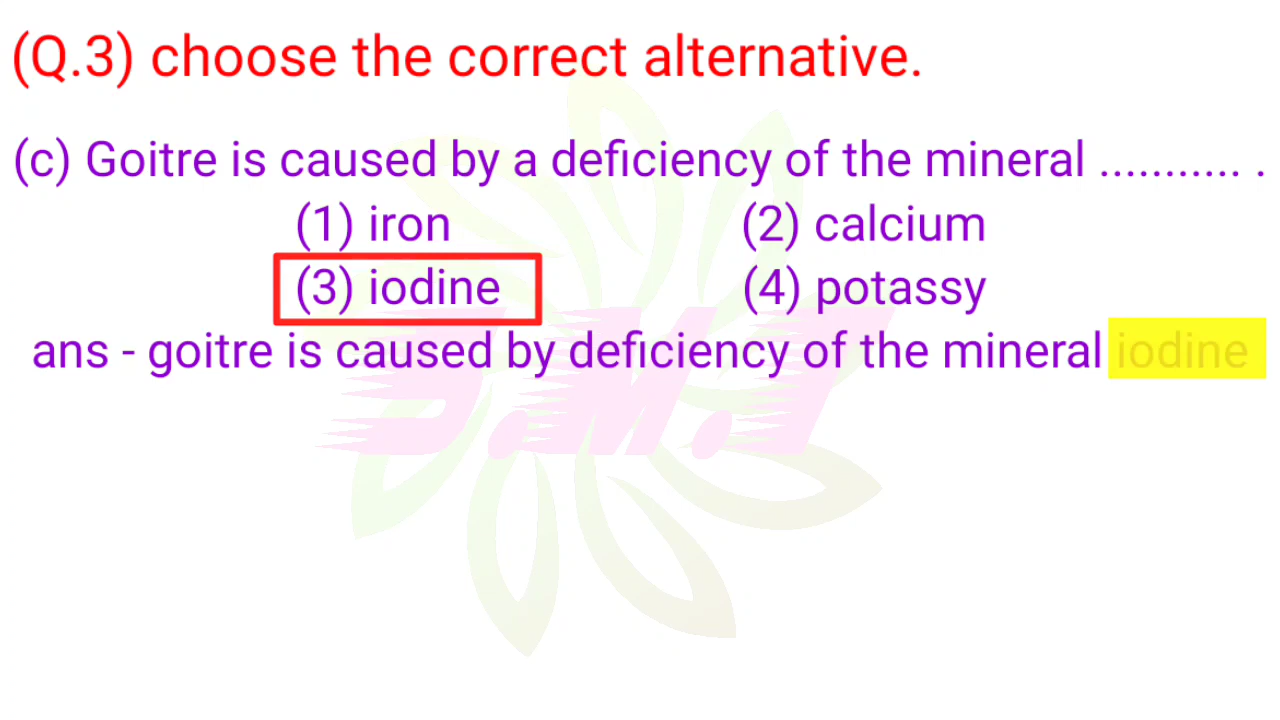 (Q.3) choose the correct alternative.
(c) Goitre is caused by a deficiency of the mineral ........... .
(1) iron (2) calcium
(3) iodine (4) potassy
ans - goitre is caused by deficiency of the mineral iodine
J.M.I